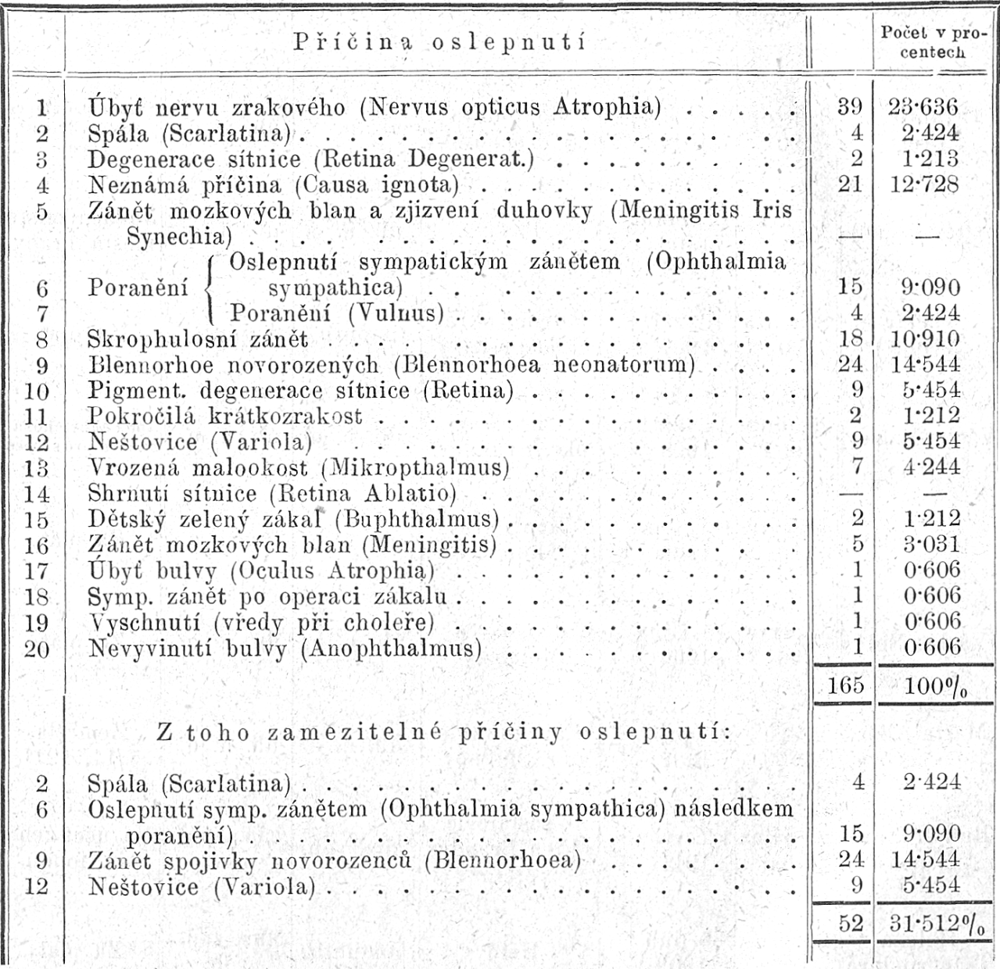 Příčina oslepnutí
Počet v pro-
centech
1 Úbyť nervu zrakového (Nervus opticus Atrophia) . . . . . 39 23·636
2 Spála (Scarlatina) . . . . . . . . . . . . . . . . . . . 4 2·424
3 Degenerace sítnice (Retina Degenerat.) . . . . . . . . . . 2 1·213
4 Neznámá příčina (Causa ignota) . . . . . . . . . . . . . 21 12·728
5 Zánět mozkových blan a zjizvení duhovky (Meningitis Iris
Synechia) . . . . . . . . . . . . . . . . . . . . . — —
Oslepnutí sympatickým zánětem (Ophthalmia
6 Poranění { sympathica) . . . . . . . . . . . . . . 15 9·090
7 Poranění (Vulnus) . . . . . . . . . . . . . . 4 2·424
8 Skrophulosní zánět . . . . . . . . . . . . . . . . . 18 10·910
9 Blennorhoe novorozených (Blennorhoea neonatorum) . . . . 24 14·544
10 Pigment. degenerace sítnice (Retina) . . . . . . . . . . . 9 5·454
11 Pokročilá krátkozrakost . . . . . . . . . . . . . . . . . 2 1·212
12 Neštovice (Variola) . . . . . . . . . . . . . . . . . . 9 5·454
13 Vrozená malookost (Mikropthalmus) . . . . . . . . . . . 7 4·244
14 Shrnutí sítnice (Retina Ablatio) . . . . . . . . . . . . . — —
15 Dětský zelený zákal (Buphthalmus) . . . . . . . . . . . . 2 1·212
16 Zánět mozkových blan (Meningitis) . . . . . . . . . . . 5 3·031
17 Úbyť bulvy (Oculus Atrophia) . . . . . . . . . . . . . . 1 0·606
18 Symp. zánět po operaci zákalu . . . . . . . . . . . . . . 1 0·606
19 Vyschnutí (vředy při choleře) . . . . . . . . . . . . . . 1 0·606
20 Nevyvinutí bulvy (Anophthalmus) . . . . . . . . . . . . 1 0·606
165 100%
Z toho zamezitelné příčiny oslepnutí:
2 Spála (Scarlatina) . . . . . . . . . . . . . . . . . . . . 4 2·424
6 Oslepnutí symp. zánětem (Ophthalmia sympathica) následkem
poranění) . . . . . . . . . . . . . . . . . . . . 15 9·090
9 Zánět spojivky novorozenců (Blennorhoea) . . . . . . . . 24 14·544
12 Neštovice (Variola) . . . . . . . . . . . . . . . . . . . 9 5·454
52 31·512%